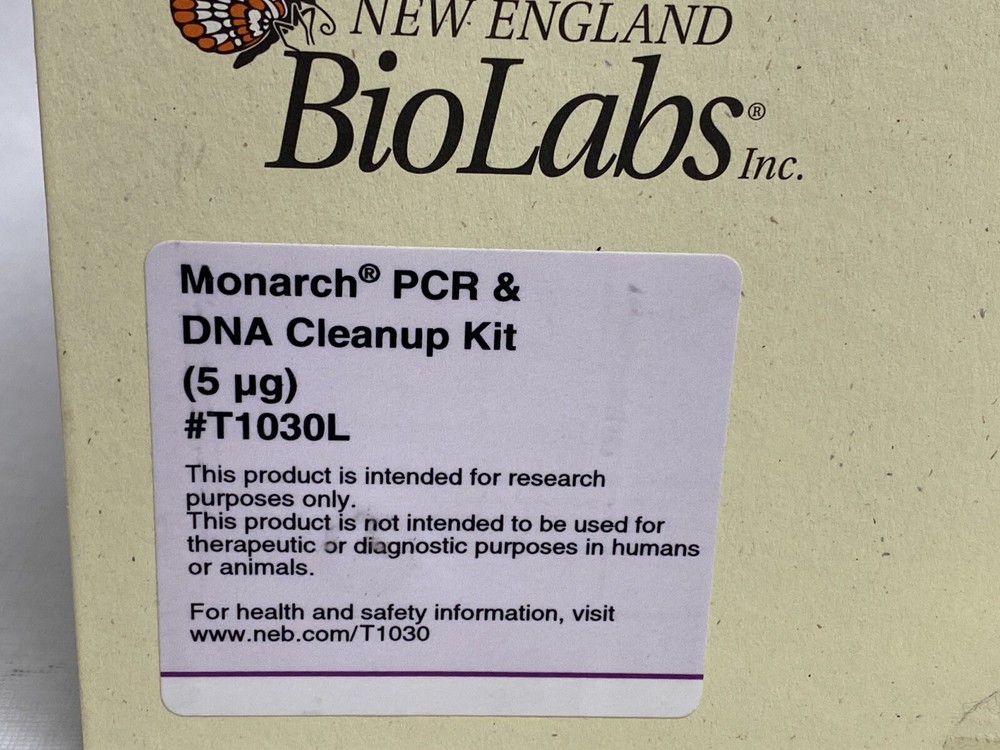 NEW ENGLAND
BioLabs® Inc.
Monarch® PCR &
DNA Cleanup Kit
(5 µg)
#T1030L
This product is intended for research
purposes only.
This product is not intended to be used for
therapeutic or diagnostic purposes in humans
or animals.
For health and safety information, visit
www.neb.com/T1030